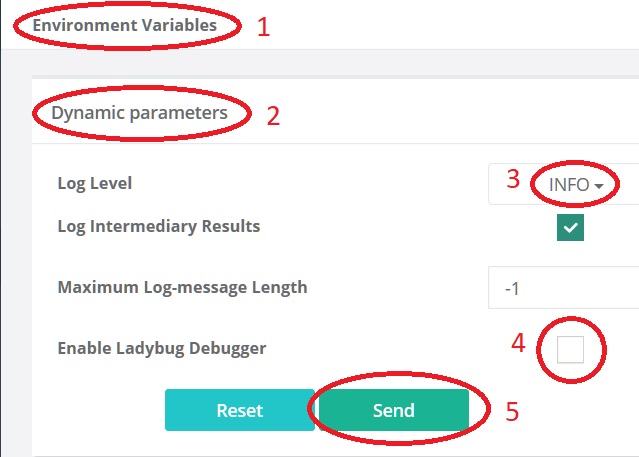 Environment Variables 1
Dynamic parameters 2
Log Level 3 INFO
Log Intermediary Results
Maximum Log-message Length -1
Enable Ladybug Debugger 4
Reset Send 5